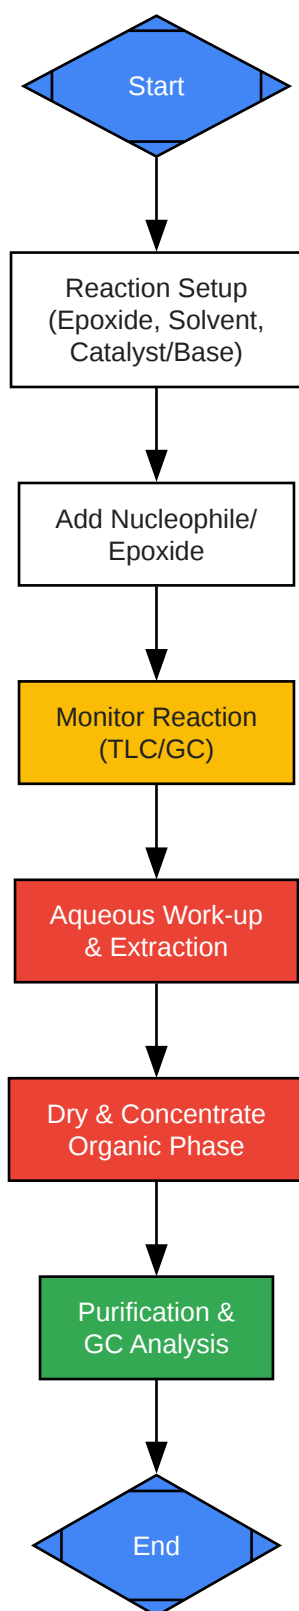 Start
Reaction Setup
(Epoxide, Solvent,
Catalyst/Base)
Add Nucleophile/
Epoxide
Monitor Reaction
(TLC/GC)
Aqueous Work-up
& Extraction
Dry & Concentrate
Organic Phase
Purification &
GC Analysis
End